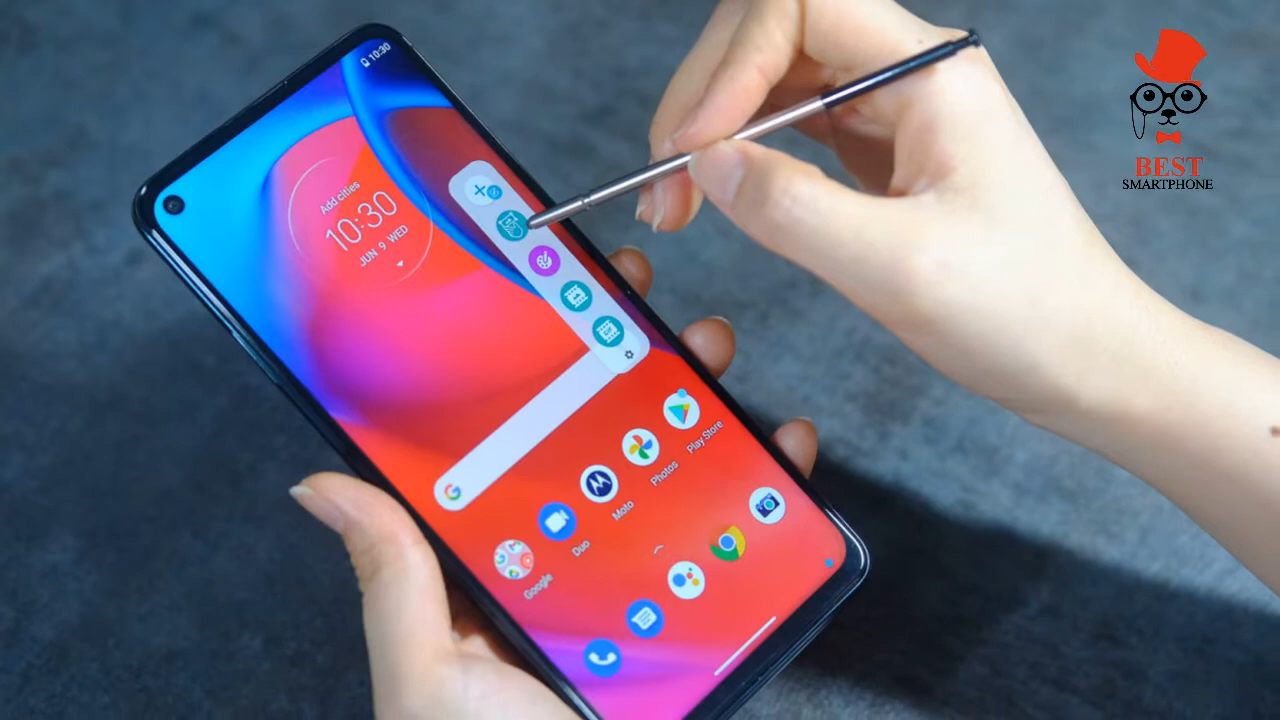 10:30
Add cities
10:30
JUN 9 WED
Google
Duo
Moto
Photos
Play Store
BEST
SMARTPHONE